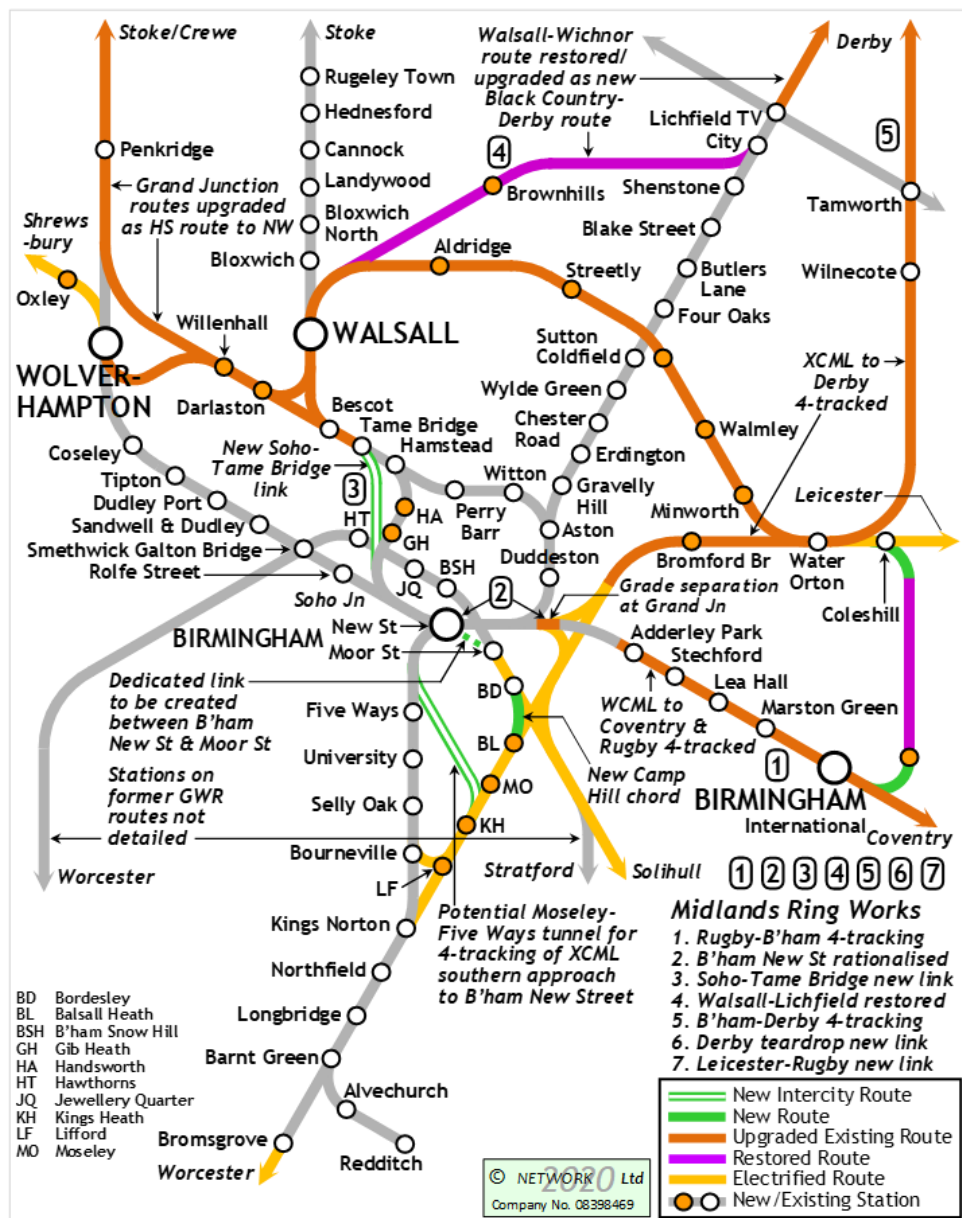 Stoke/Crewe
Stoke
Walsall-Wichnor
route restored/
upgraded as new
Black Country-
Derby route
Derby
Rugeley Town
Hednesford
Cannock
Landywood
Bloxwich
North
Bloxwich
Penkridge
Grand Junction
routes upgraded
as HS route to NW
Lichfield TV
City
4
5
Brownhills
Shenstone
Tamworth
Shrews
-bury
Oxley
Blake Street
Aldridge
Streetly
Butlers
Lane
Wilnecote
Four Oaks
Willenhall
WALSALL
WOLVER-
HAMPTON
Sutton
Coldfield
XCML to
Derby
4-tracked
Darlaston
Wylde Green
Bescot
Tame Bridge
Hamstead
Chester
Road
Walmley
Coseley
New Soho-
Tame Bridge
link
Erdington
Tipton
Witton
Gravelly
Hill
Dudley Port
3
Perry
Barr
Minworth
Leicester
Sandwell & Dudley
HT
HA
GH
Aston
Smethwick Galton Bridge
Duddeston
Bromford Br
Water
Orton
Rolfe Street
JQ
BSH
Soho Jn
2
Grade separation
at Grand Jn
Coleshill
New St
BIRMINGHAM
Moor St
Adderley Park
Stechford
Lea Hall
Marston Green
Dedicated link
to be created
between B'ham
New St & Moor St
BD
Five Ways
WCML to
Coventry &
Rugby 4-tracked
BL
University
New Camp
Hill chord
1
BIRMINGHAM
International
Stations on
former GWR
routes not
detailed
MO
Selly Oak
KH
Coventry
Bourneville
Worcester
LF
Stratford
Solihull
1 2 3 4 5 6 7
Kings Norton
Potential Moseley-
Five Ways tunnel for
4-tracking of XCML
southern approach
to B'ham New Street
Midlands Ring Works
1. Rugby-B'ham 4-tracking
2. B'ham New St rationalised
3. Soho-Tame Bridge new link
4. Walsall-Lichfield restored
5. B'ham-Derby 4-tracking
6. Derby teardrop new link
7. Leicester-Rugby new link
Northfield
Longbridge
Barnt Green
Alvechurch
Bromsgrove
Redditch
Worcester
BD Bordesley
BL Balsall Heath
BSH B'ham Snow Hill
GH Gib Heath
HA Handsworth
HT Hawthorns
JQ Jewellery Quarter
KH Kings Heath
LF Lifford
MO Moseley
New Intercity Route
New Route
Upgraded Existing Route
Restored Route
Electrified Route
New/Existing Station
© NETWORK 2020 Ltd
Company No. 08398469